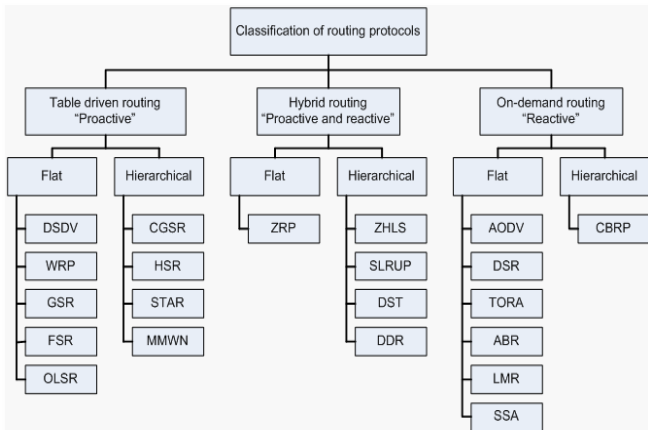 Classification of routing protocols
Table driven routing
“Proactive”
Hybrid routing
“Proactive and reactive”
On-demand routing
“Reactive”
Flat
Hierarchical
Flat
Hierarchical
Flat
Hierarchical
DSDV
CGSR
ZRP
ZHLS
AODV
CBRP
WRP
HSR
SLRUP
DSR
GSR
STAR
DST
TORA
FSR
MMWN
DDR
ABR
OLSR
LMR
SSA